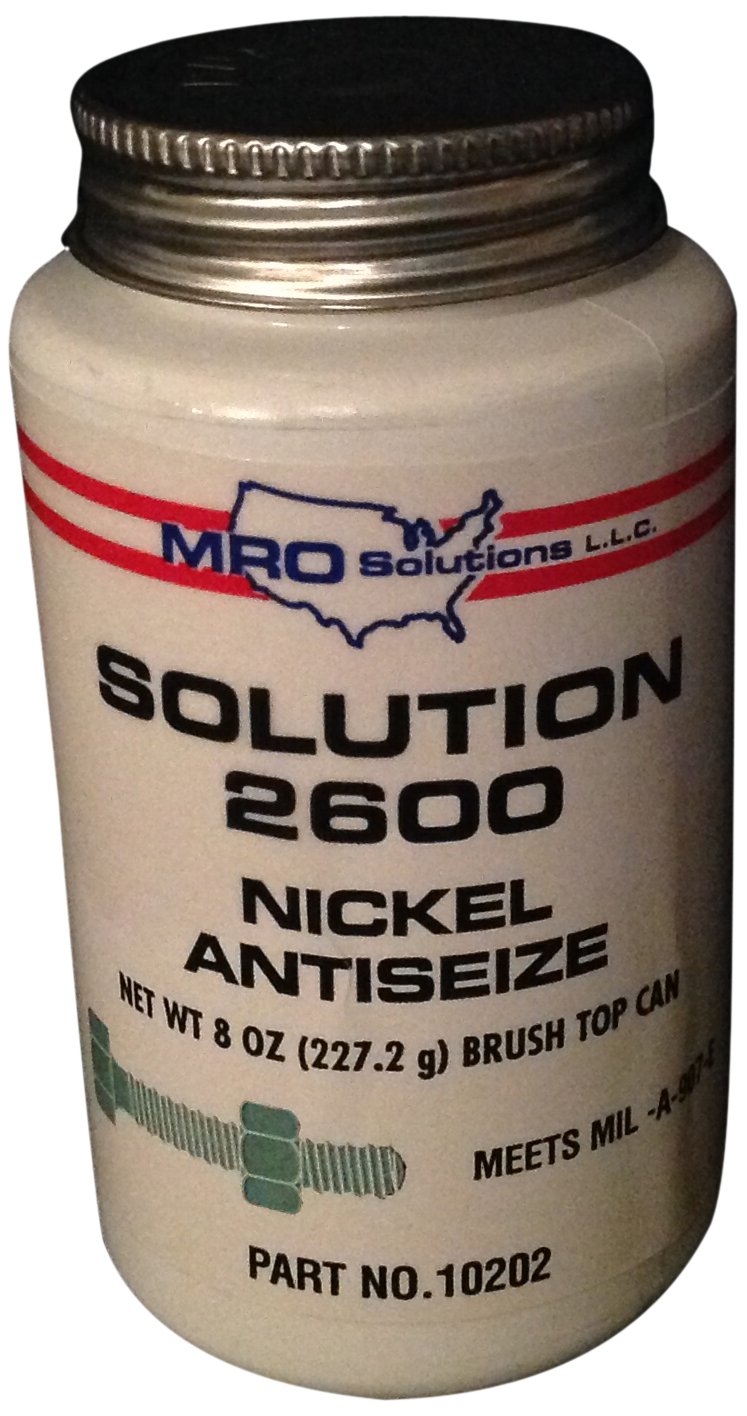 MRO Solutions L.L.C.
SOLUTION
2600
NICKEL
ANTISEIZE
NET WT 8 OZ (227.2 g) BRUSH TOP CAN
MEETS MIL -A-907-E
PART NO.10202